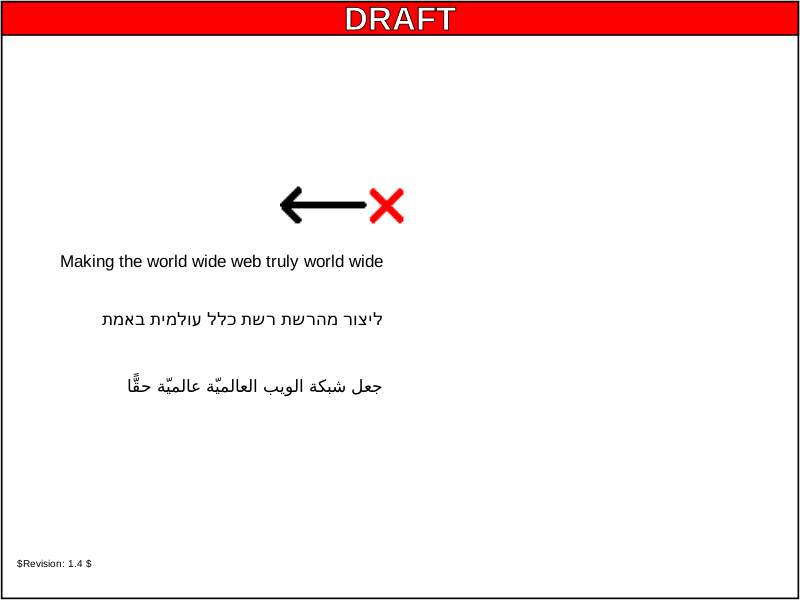 DRAFT
Making the world wide web truly world wide
ליצור מהרשת רשת כלל עולמית באמת
جعل شبكة الويب العالميّة عالميّة حقًّا
$Revision: 1.4 $